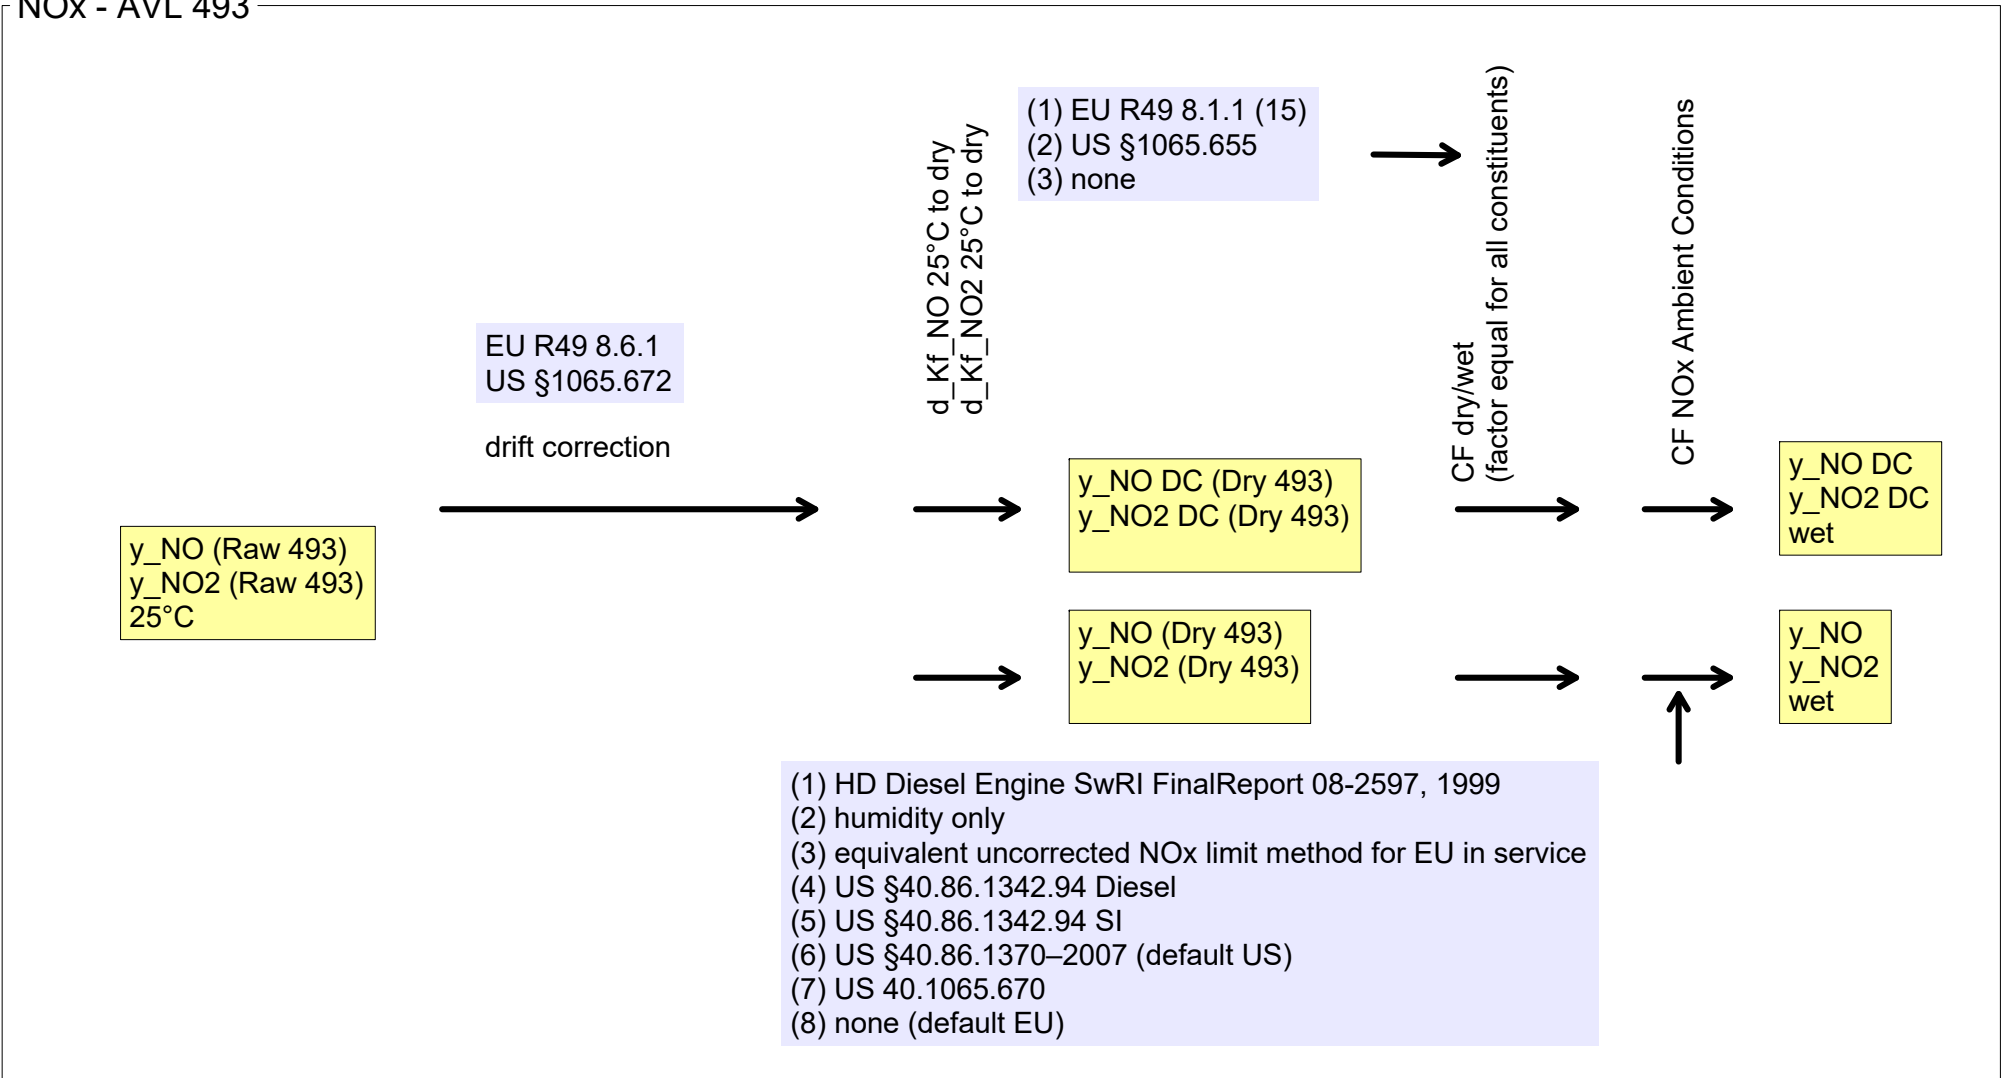 NOx - AVL 493
(1) EU R49 8.1.1 (15)
(2) US §1065.655
(3) none
d_Kf_NO 25°C to dry
d_Kf_NO2 25°C to dry
CF dry/wet
(factor equal for all constituents)
CF NOx Ambient Conditions
EU R49 8.6.1
US §1065.672
drift correction
y_NO (Raw 493)
y_NO2 (Raw 493)
25°C
y_NO DC (Dry 493)
y_NO2 DC (Dry 493)
y_NO DC
y_NO2 DC
wet
y_NO (Dry 493)
y_NO2 (Dry 493)
y_NO
y_NO2
wet
(1) HD Diesel Engine SwRI FinalReport 08-2597, 1999
(2) humidity only
(3) equivalent uncorrected NOx limit method for EU in service
(4) US §40.86.1342.94 Diesel
(5) US §40.86.1342.94 SI
(6) US §40.86.1370–2007 (default US)
(7) US 40.1065.670
(8) none (default EU)